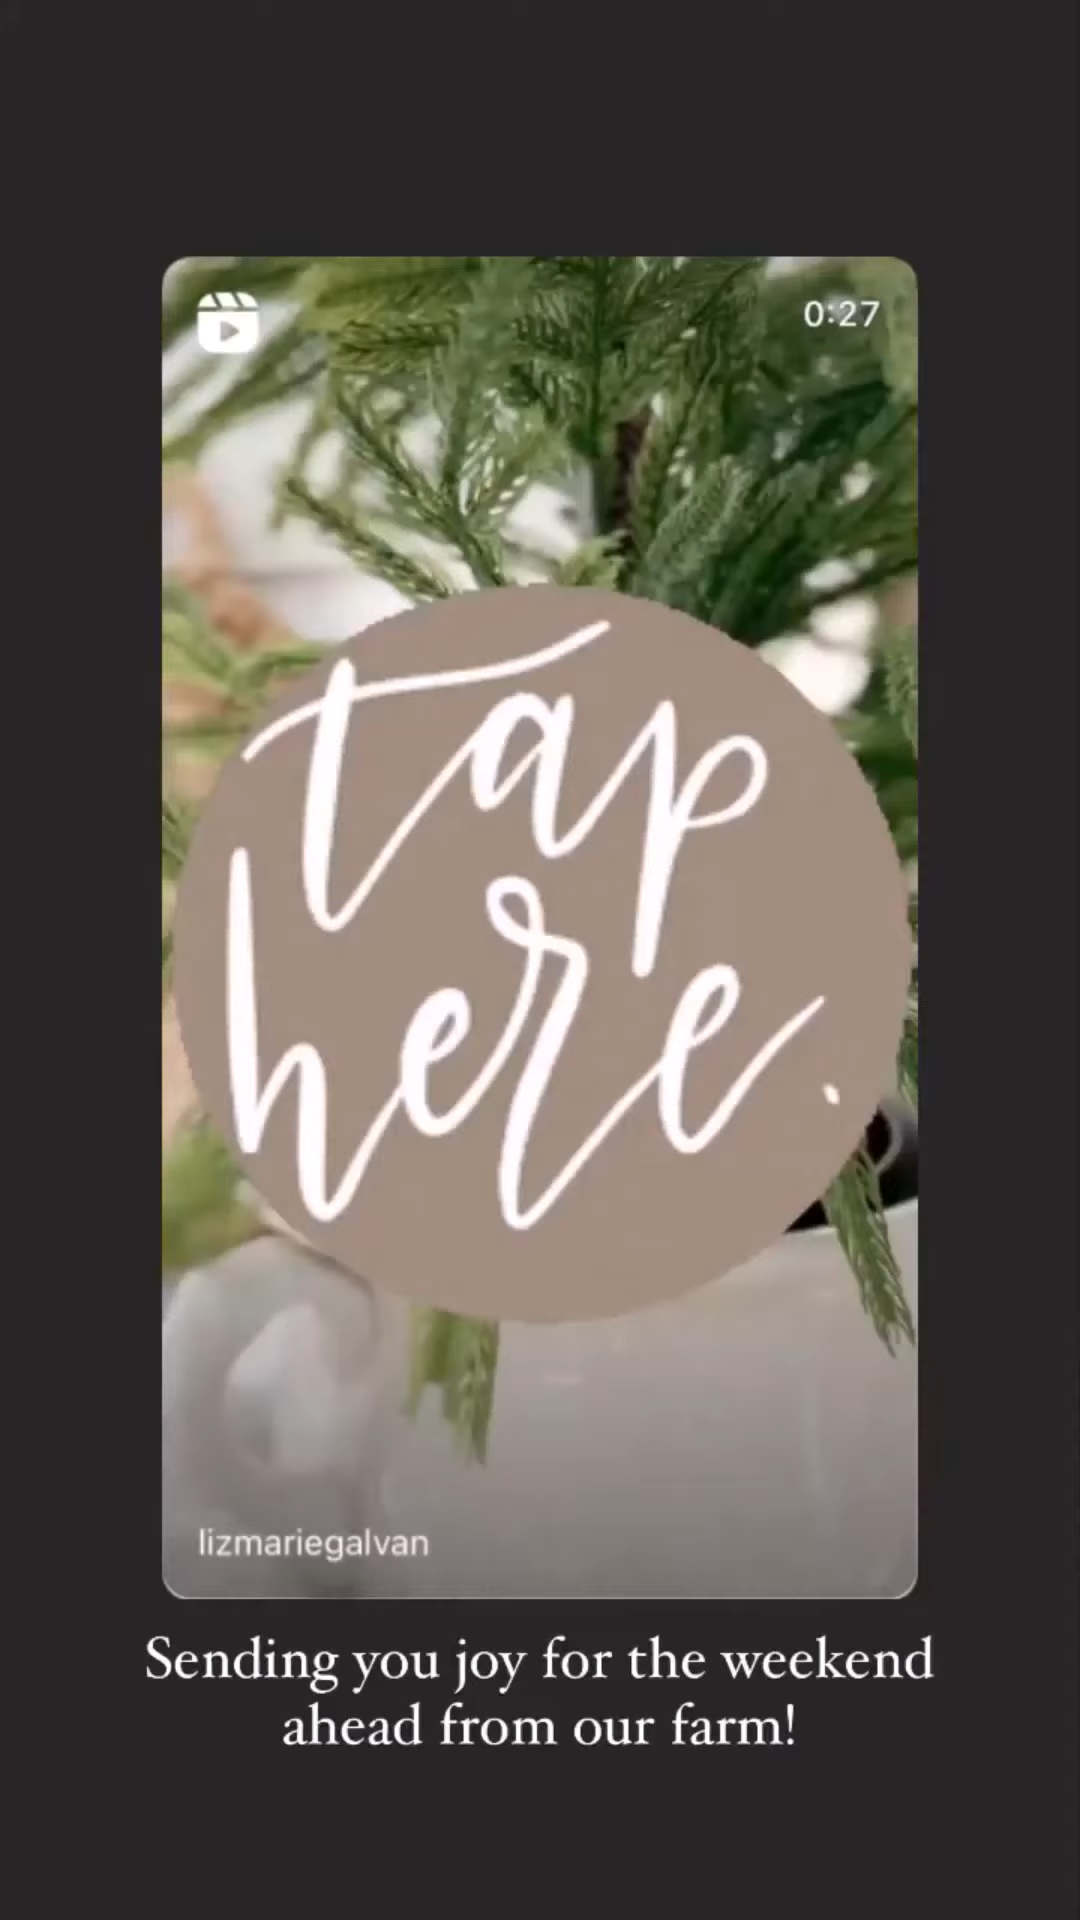 0:27
tap
here.
lizmariegalvan
Sending you joy for the weekend
ahead from our farm!